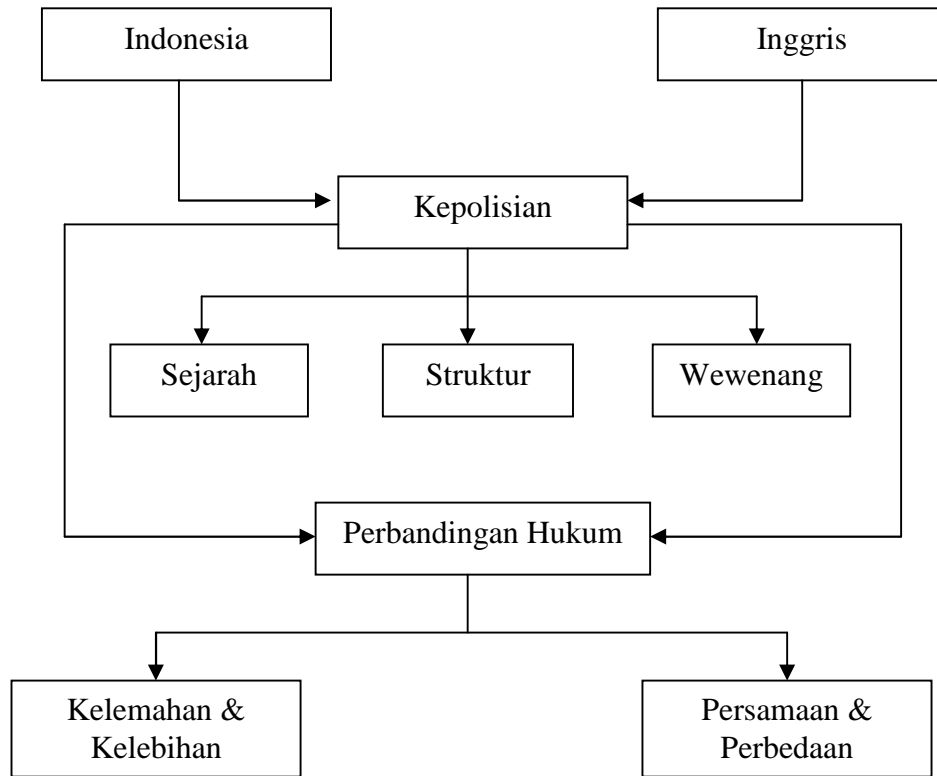 Indonesia
Inggris
Kepolisian
Sejarah
Struktur
Wewenang
Perbandingan Hukum
Kelemahan &
Kelebihan
Persamaan &
Perbedaan